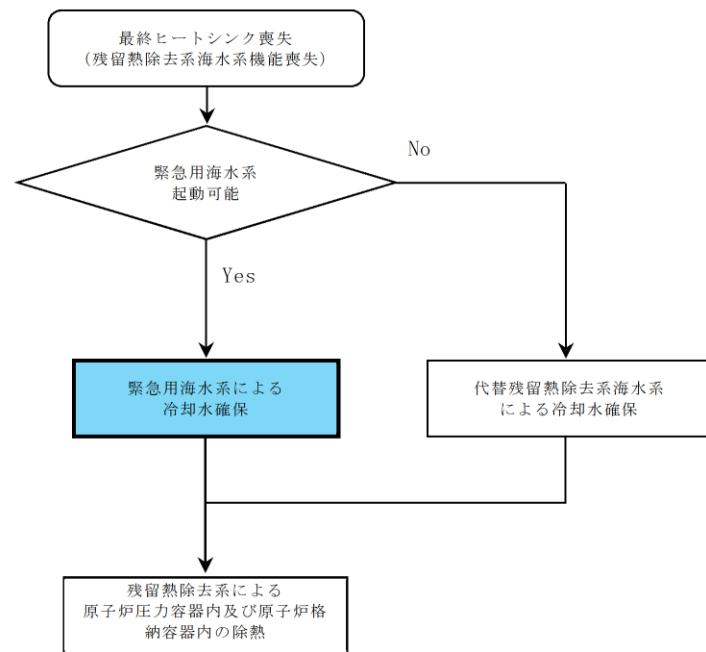 最終ヒートシンク喪失
（残留熱除去系海水系機能喪失）
緊急用海水系
起動可能
No
Yes
緊急用海水系による
冷却水確保
代替残留熱除去系海水系
による冷却水確保
残留熱除去系による
原子炉圧力容器内及び原子炉格
納容器内の除熱